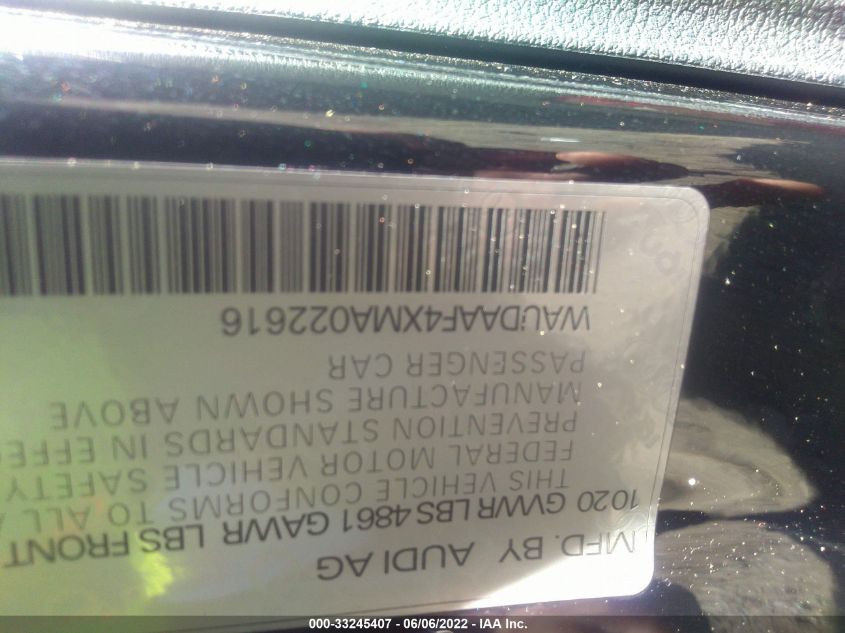 MFD. BY AUDI AG
1020 GVWR LBS 4861 GAWR LBS FRONT
THIS VEHICLE CONFORMS TO ALL
FEDERAL MOTOR VEHICLE SAFETY
PREVENTION STANDARDS IN
MANUFACTURE SHOWN ABOVE
PASSENGER CAR
WAUDAAF4XMA022616
000-33245407 - 06/06/2022 - IAA Inc.